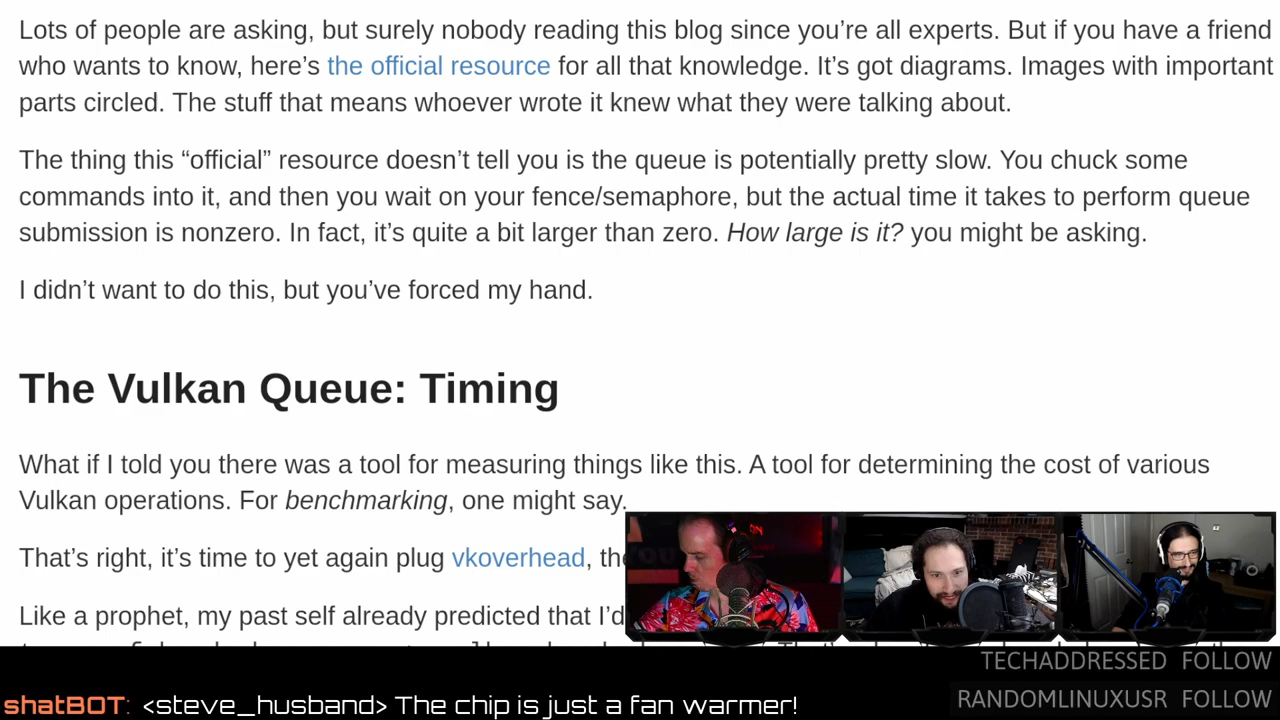 Lots of people are asking, but surely nobody reading this blog since you’re all experts. But if you have a friend
who wants to know, here’s the official resource for all that knowledge. It’s got diagrams. Images with important
parts circled. The stuff that means whoever wrote it knew what they were talking about.
The thing this “official” resource doesn’t tell you is the queue is potentially pretty slow. You chuck some
commands into it, and then you wait on your fence/semaphore, but the actual time it takes to perform queue
submission is nonzero. In fact, it’s quite a bit larger than zero. How large is it? you might be asking.
I didn’t want to do this, but you’ve forced my hand.
The Vulkan Queue: Timing
What if I told you there was a tool for measuring things like this. A tool for determining the cost of various
Vulkan operations. For benchmarking, one might say.
That’s right, it’s time to yet again plug vkoverhead, the
Like a prophet, my past self already predicted that I’d
TECHADDRESSED FOLLOW
shatBOT: <steve_husband> The chip is just a fan warmer!
RANDOMLINUXUSR FOLLOW